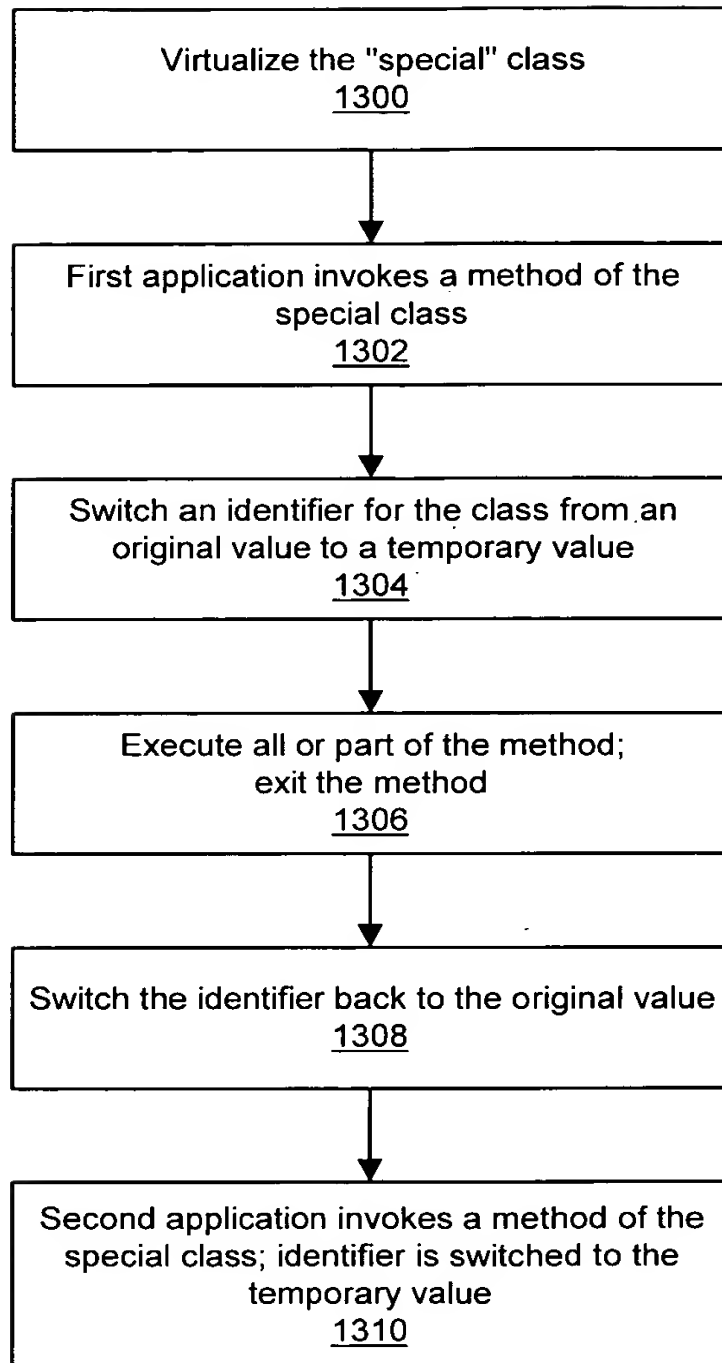 Virtualize the "special" class
1300
First application invokes a method of the
special class
1302
Switch an identifier for the class from an
original value to a temporary value
1304
Execute all or part of the method;
exit the method
1306
Switch the identifier back to the original value
1308
Second application invokes a method of the
special class; identifier is switched to the
temporary value
1310